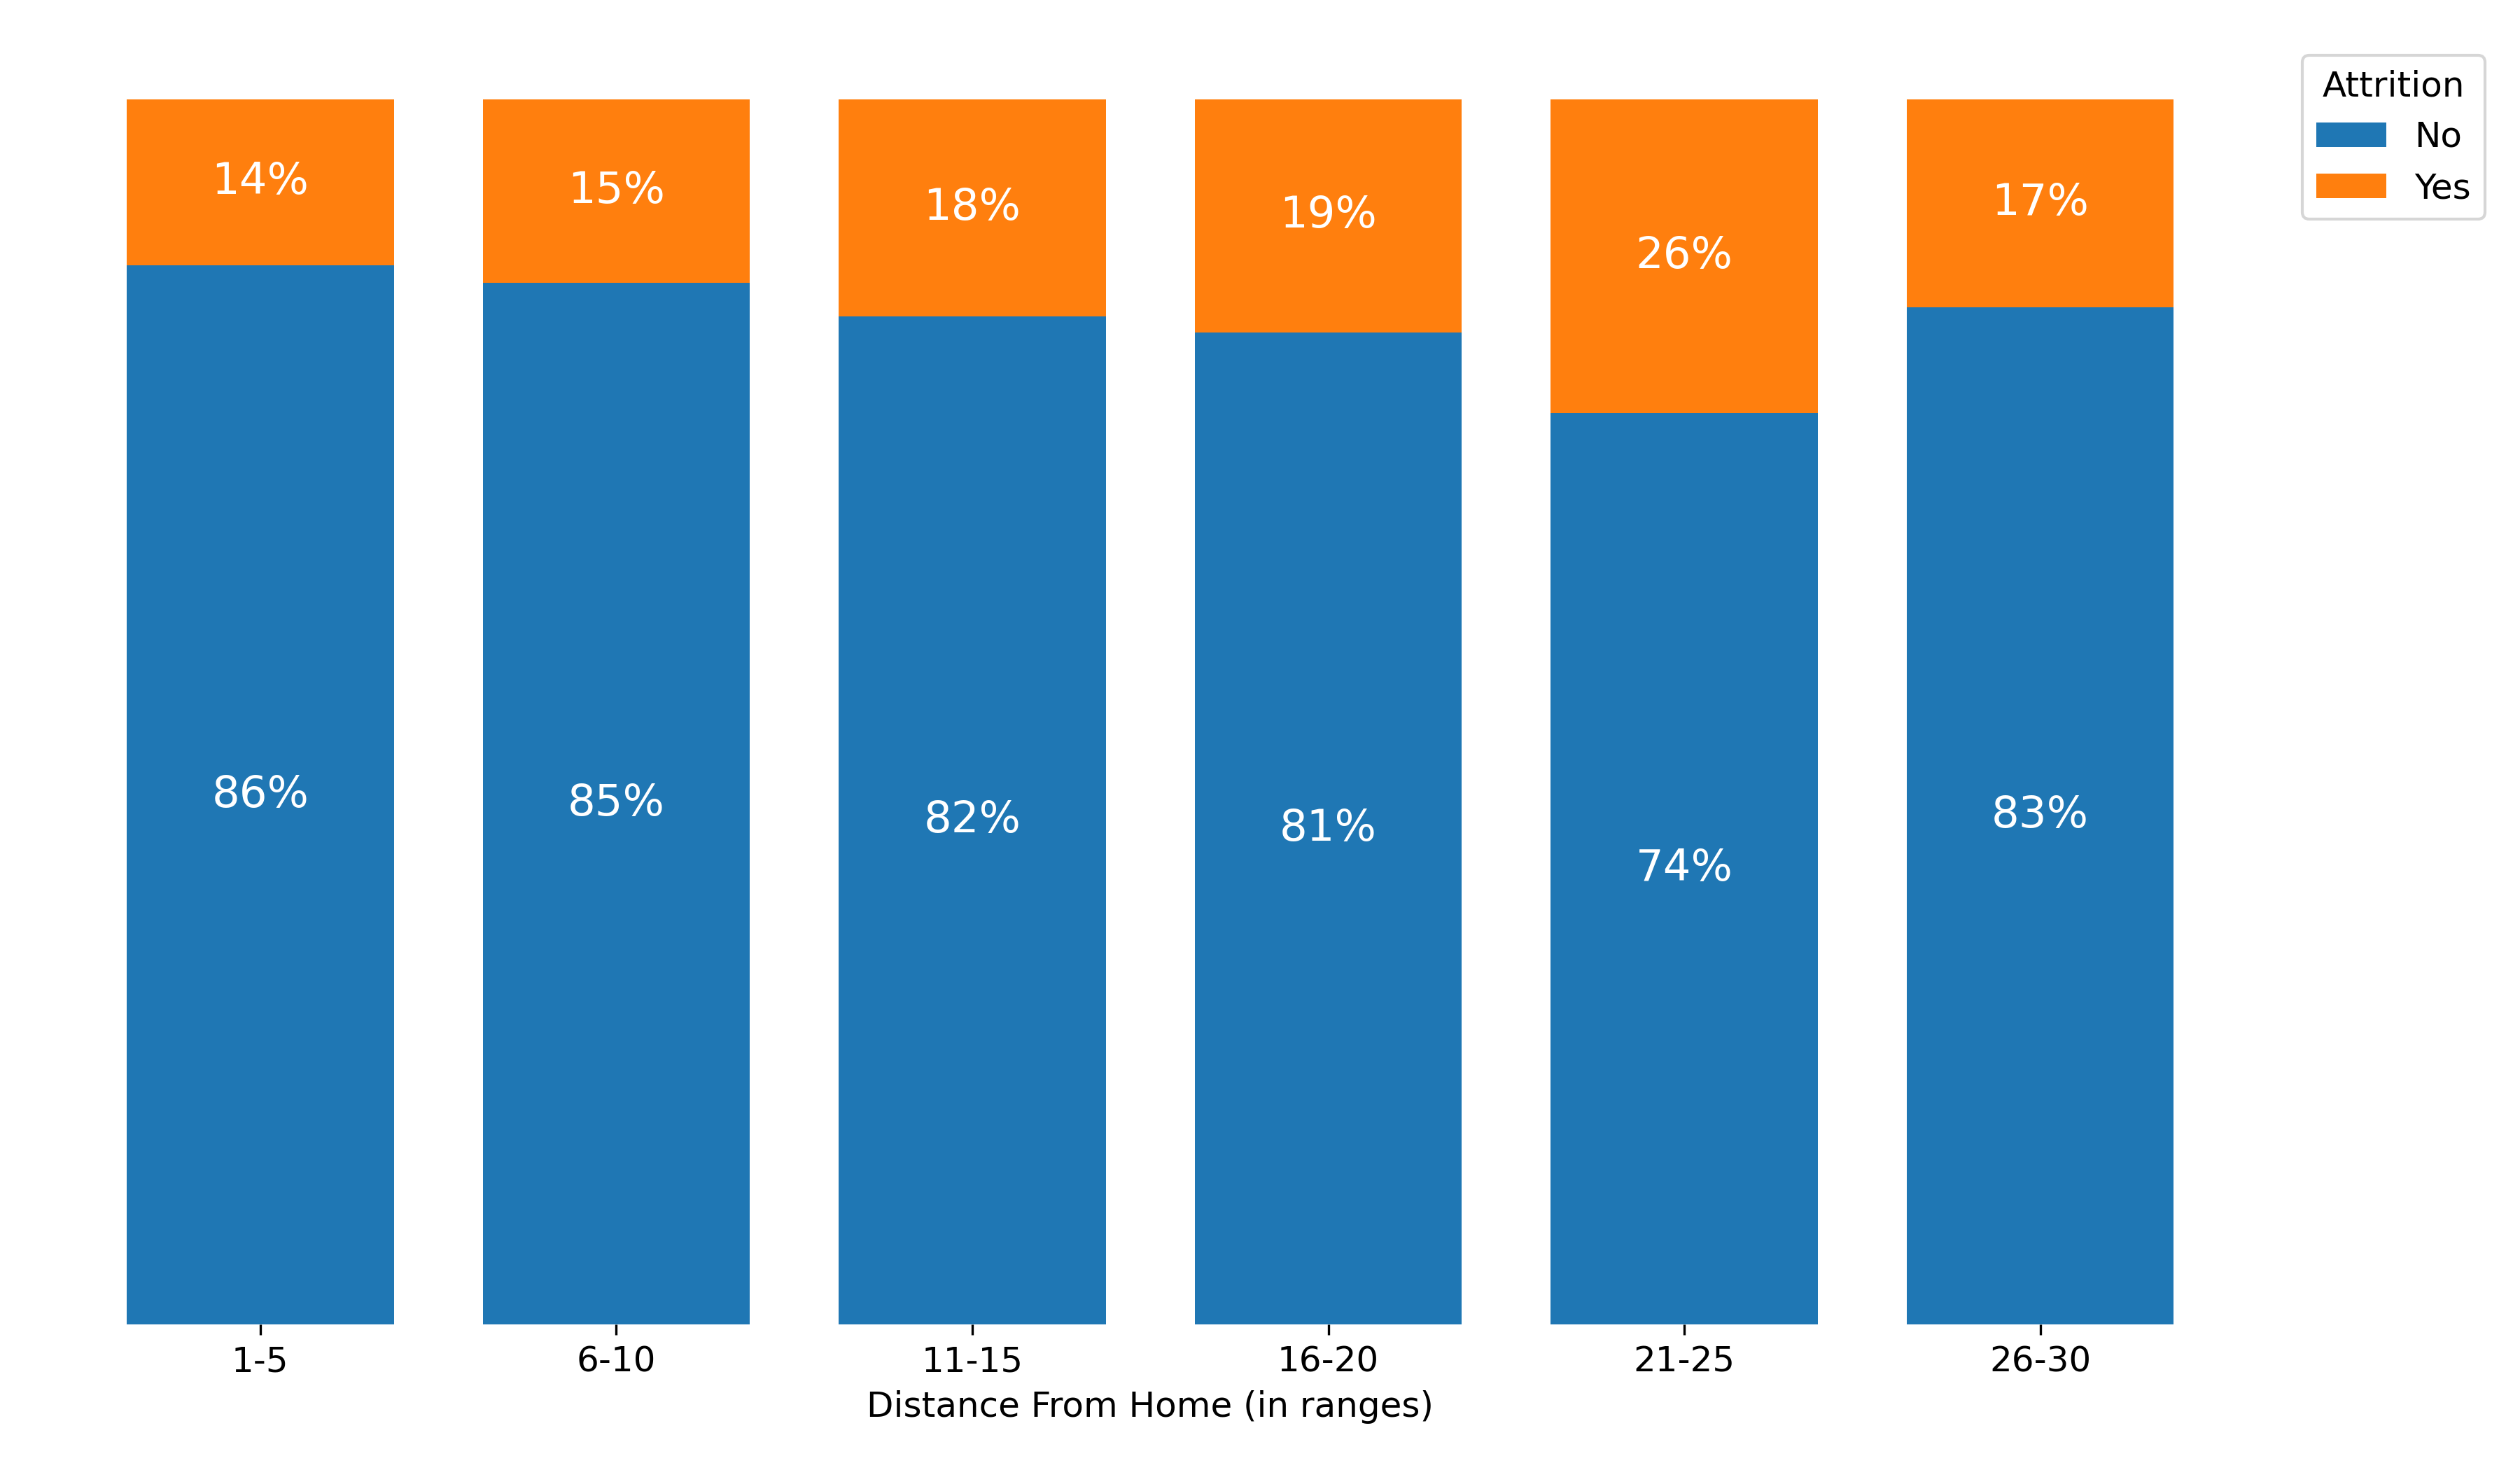 Attrition
No
Yes
14% 15% 18% 19% 26% 17%
86% 85% 82% 81% 74% 83%
1-5 6-10 11-15 16-20 21-25 26-30
Distance From Home (in ranges)